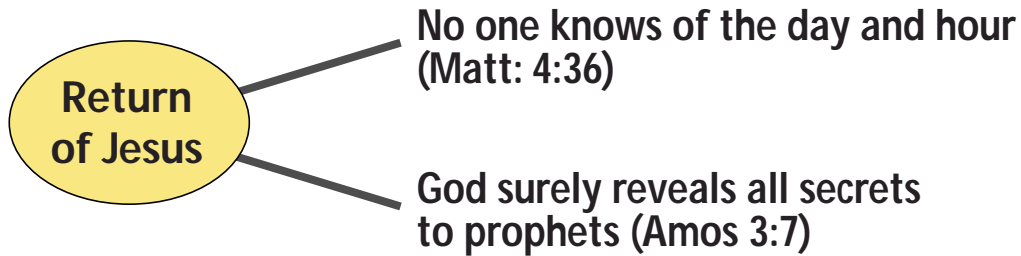 Return
of Jesus
No one knows of the day and hour
(Matt: 4:36)
God surely reveals all secrets
to prophets (Amos 3:7)